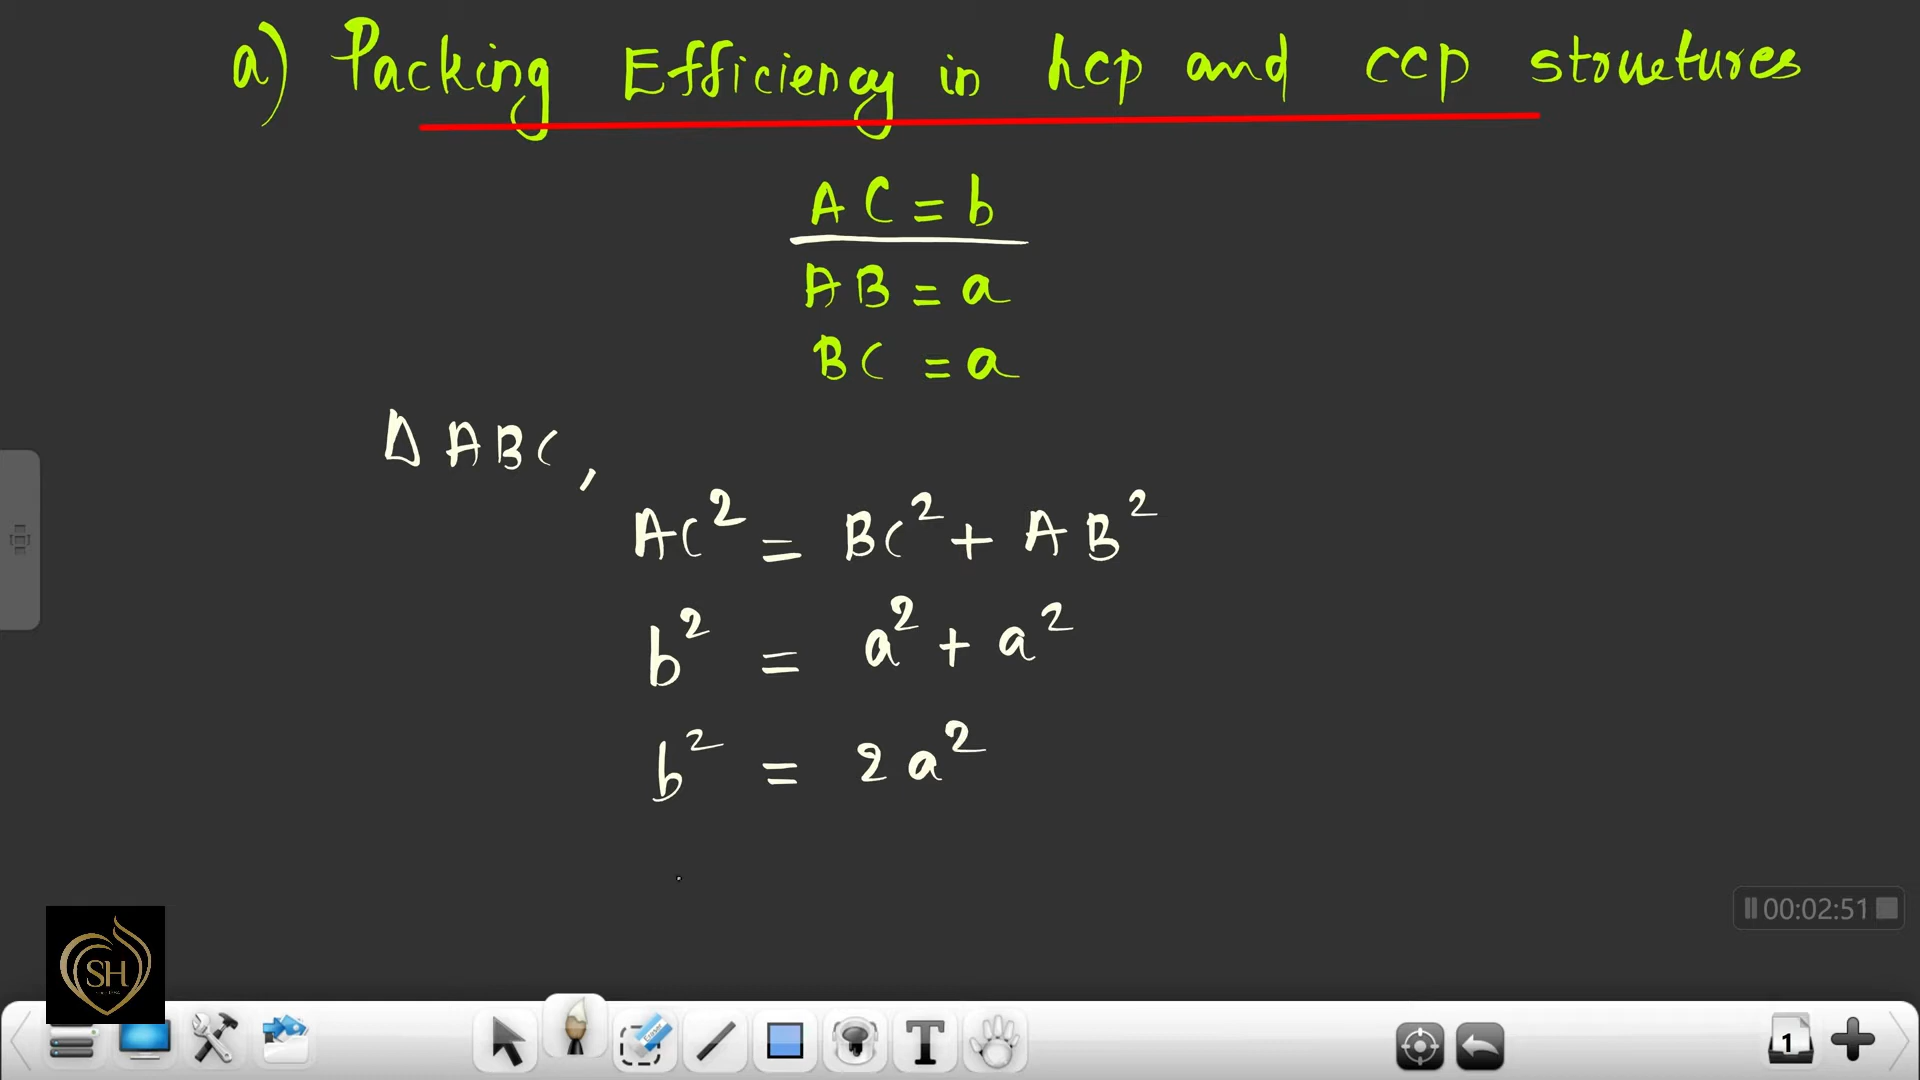 a) Packing Efficiency in hcp and ccp structures
AC = b
AB = a
BC = a
Δ ABC,
AC² = BC² + AB²
b² = a² + a²
b² = 2a²
00:02:51
SH
T
1